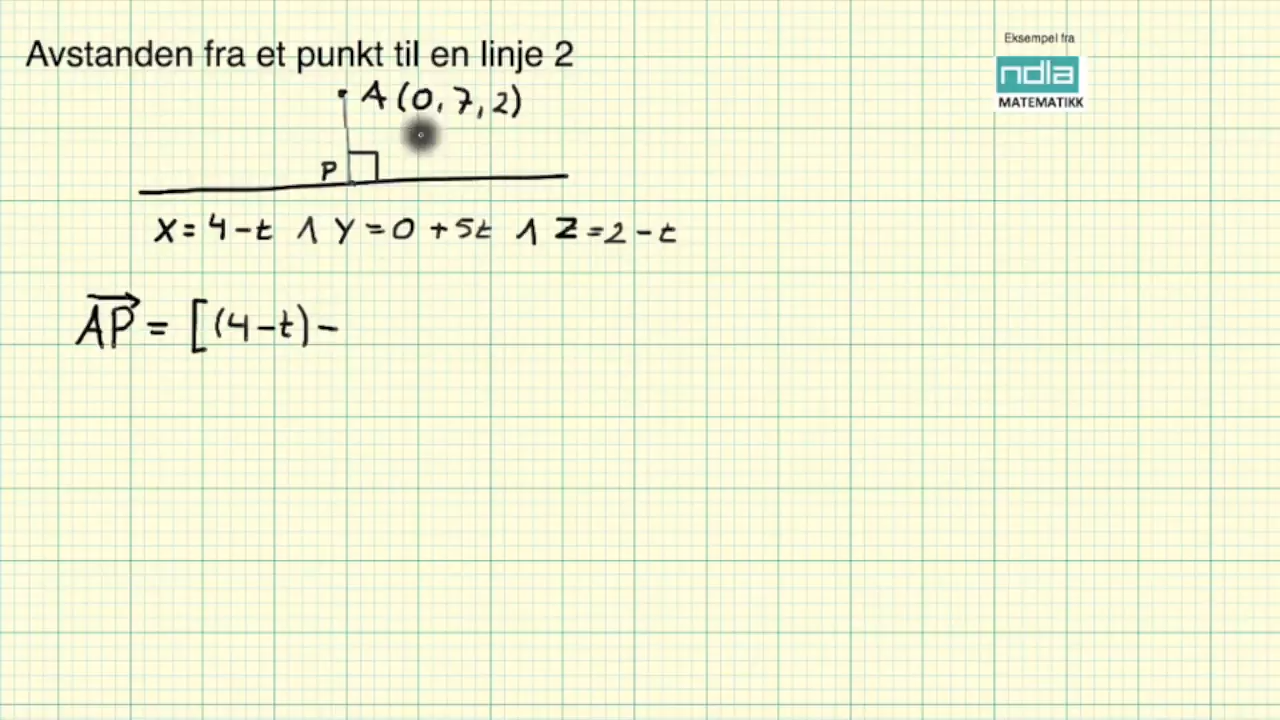 Eksempel fra
ndla
MATEMATIKK
Avstanden fra et punkt til en linje 2
A (0, 7, 2)
P
X = 4 - t ∧ Y = 0 + 5t ∧ Z = 2 - t
AP = [(4 - t) -